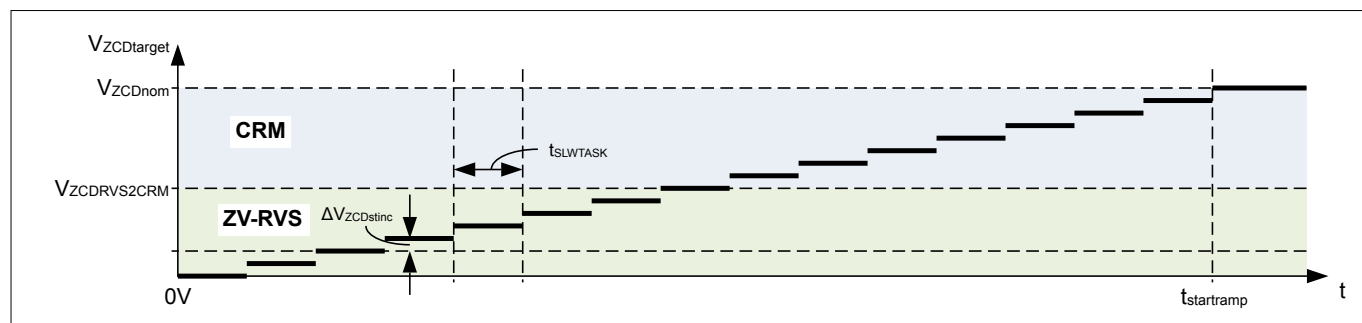 VZCDtarget
VZCDnom
CRM
tSLWTASK
VZCDRVS2CRM
ZV-RVS
ΔVZCDstinc
0V
tstartramp
t